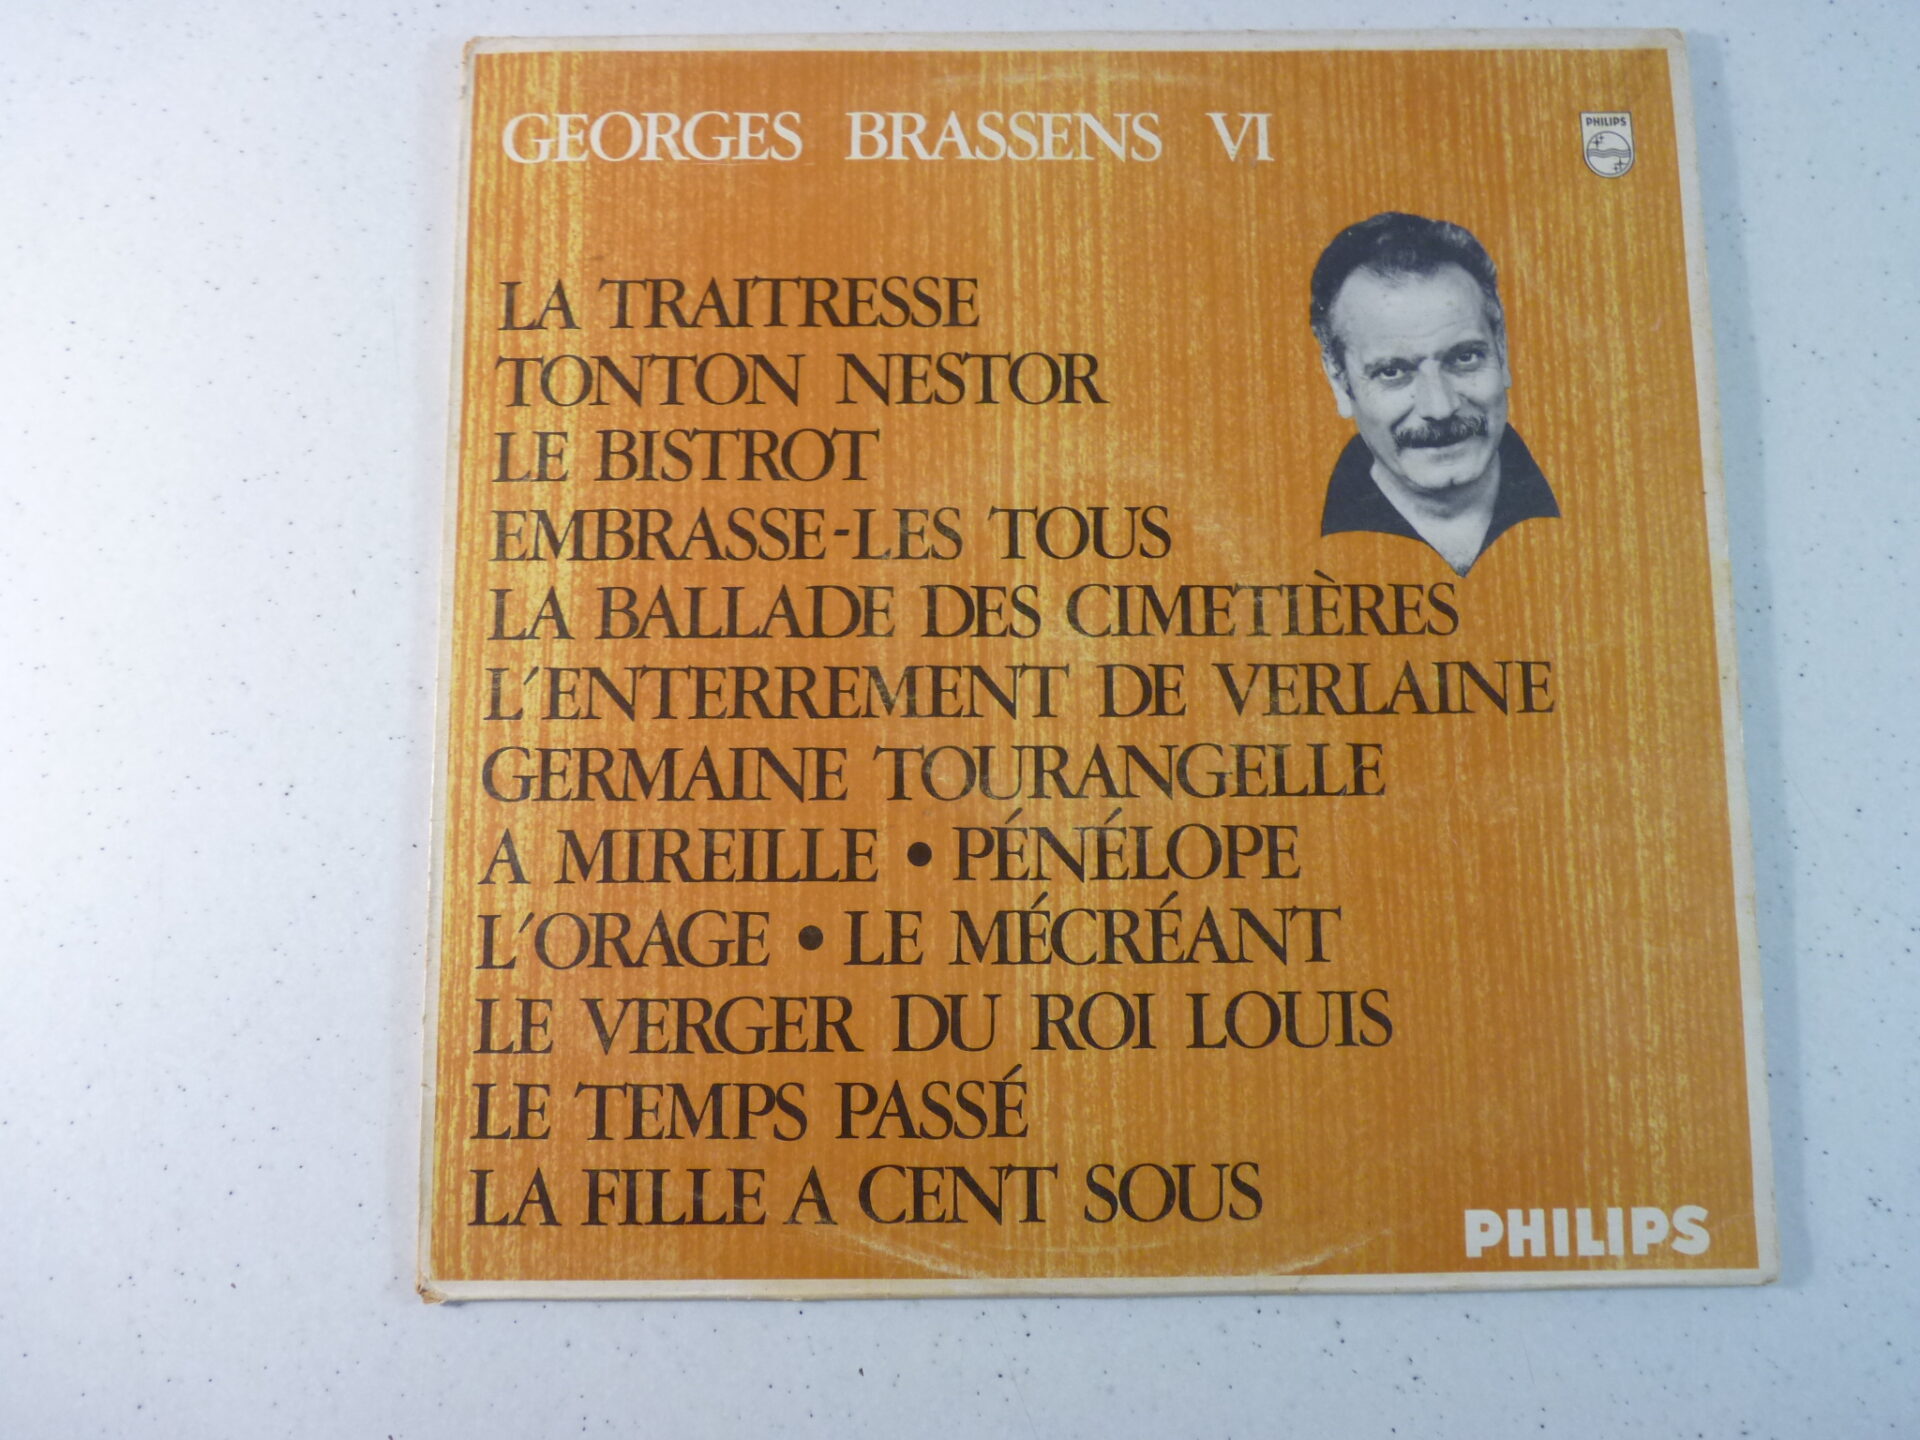 GEORGES BRASSENS VI
PHILIPS
LA TRAITRESSE
TONTON NESTOR
LE BISTROT
EMBRASSE-LES TOUS
LA BALLADE DES CIMETIÈRES
L'ENTERREMENT DE VERLAINE
GERMAINE TOURANGELLE
A MIREILLE • PÉNÉLOPE
L'ORAGE • LE MÉCRÉANT
LE VERGER DU ROI LOUIS
LE TEMPS PASSÉ
LA FILLE A CENT SOUS
PHILIPS